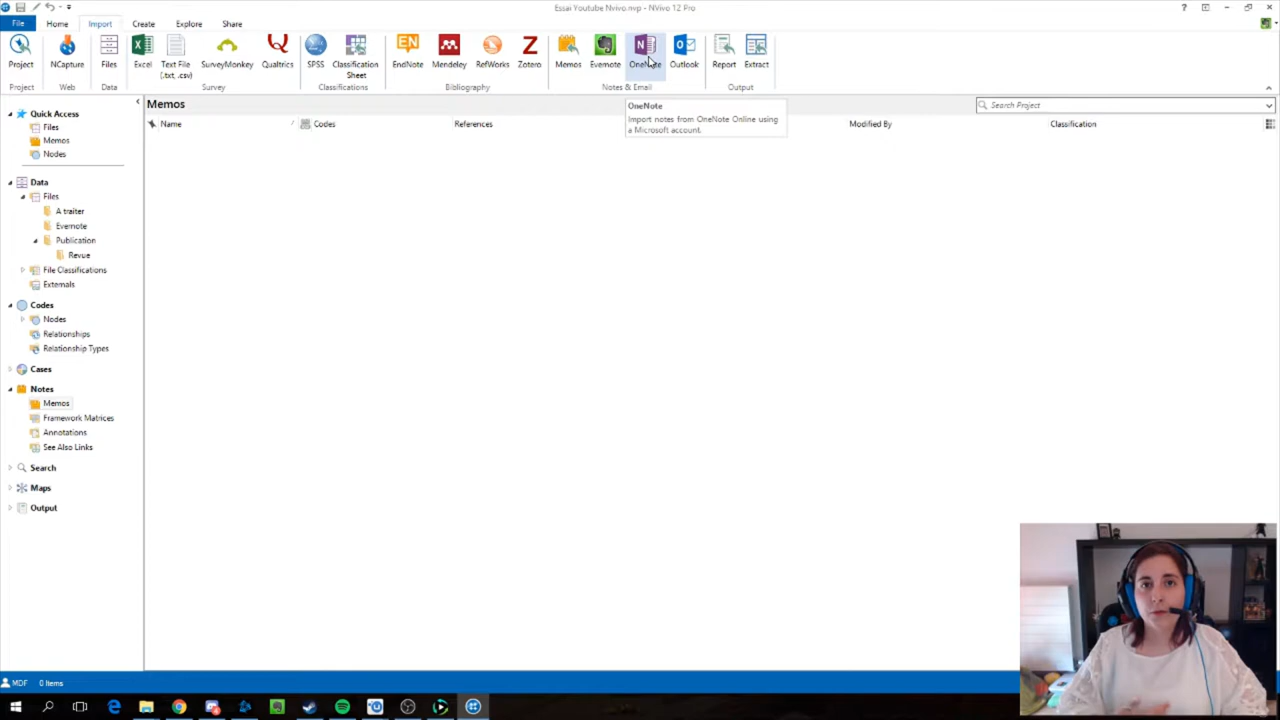 Essai Youtube Nvivo.nvp - NVivo 12 Pro
File Home Import Create Explore Share
Project NCapture Files Excel Text File (.txt, .csv) SurveyMonkey Qualtrics SPSS Classification Sheet EndNote Mendeley RefWorks Zotero Memos Evernote OneNote Outlook Report Extract
Project Web Data Survey Classifications Bibliography Notes & Email Output
Memos
Search Project
OneNote
Import notes from OneNote Online using
a Microsoft account.
Name Codes References Modified By Classification
Quick Access
Files
Memos
Nodes
Data
Files
A traiter
Evernote
Publication
Revue
File Classifications
Externals
Codes
Nodes
Relationships
Relationship Types
Cases
Notes
Memos
Framework Matrices
Annotations
See Also Links
Search
Maps
Output
MDF 0 Items